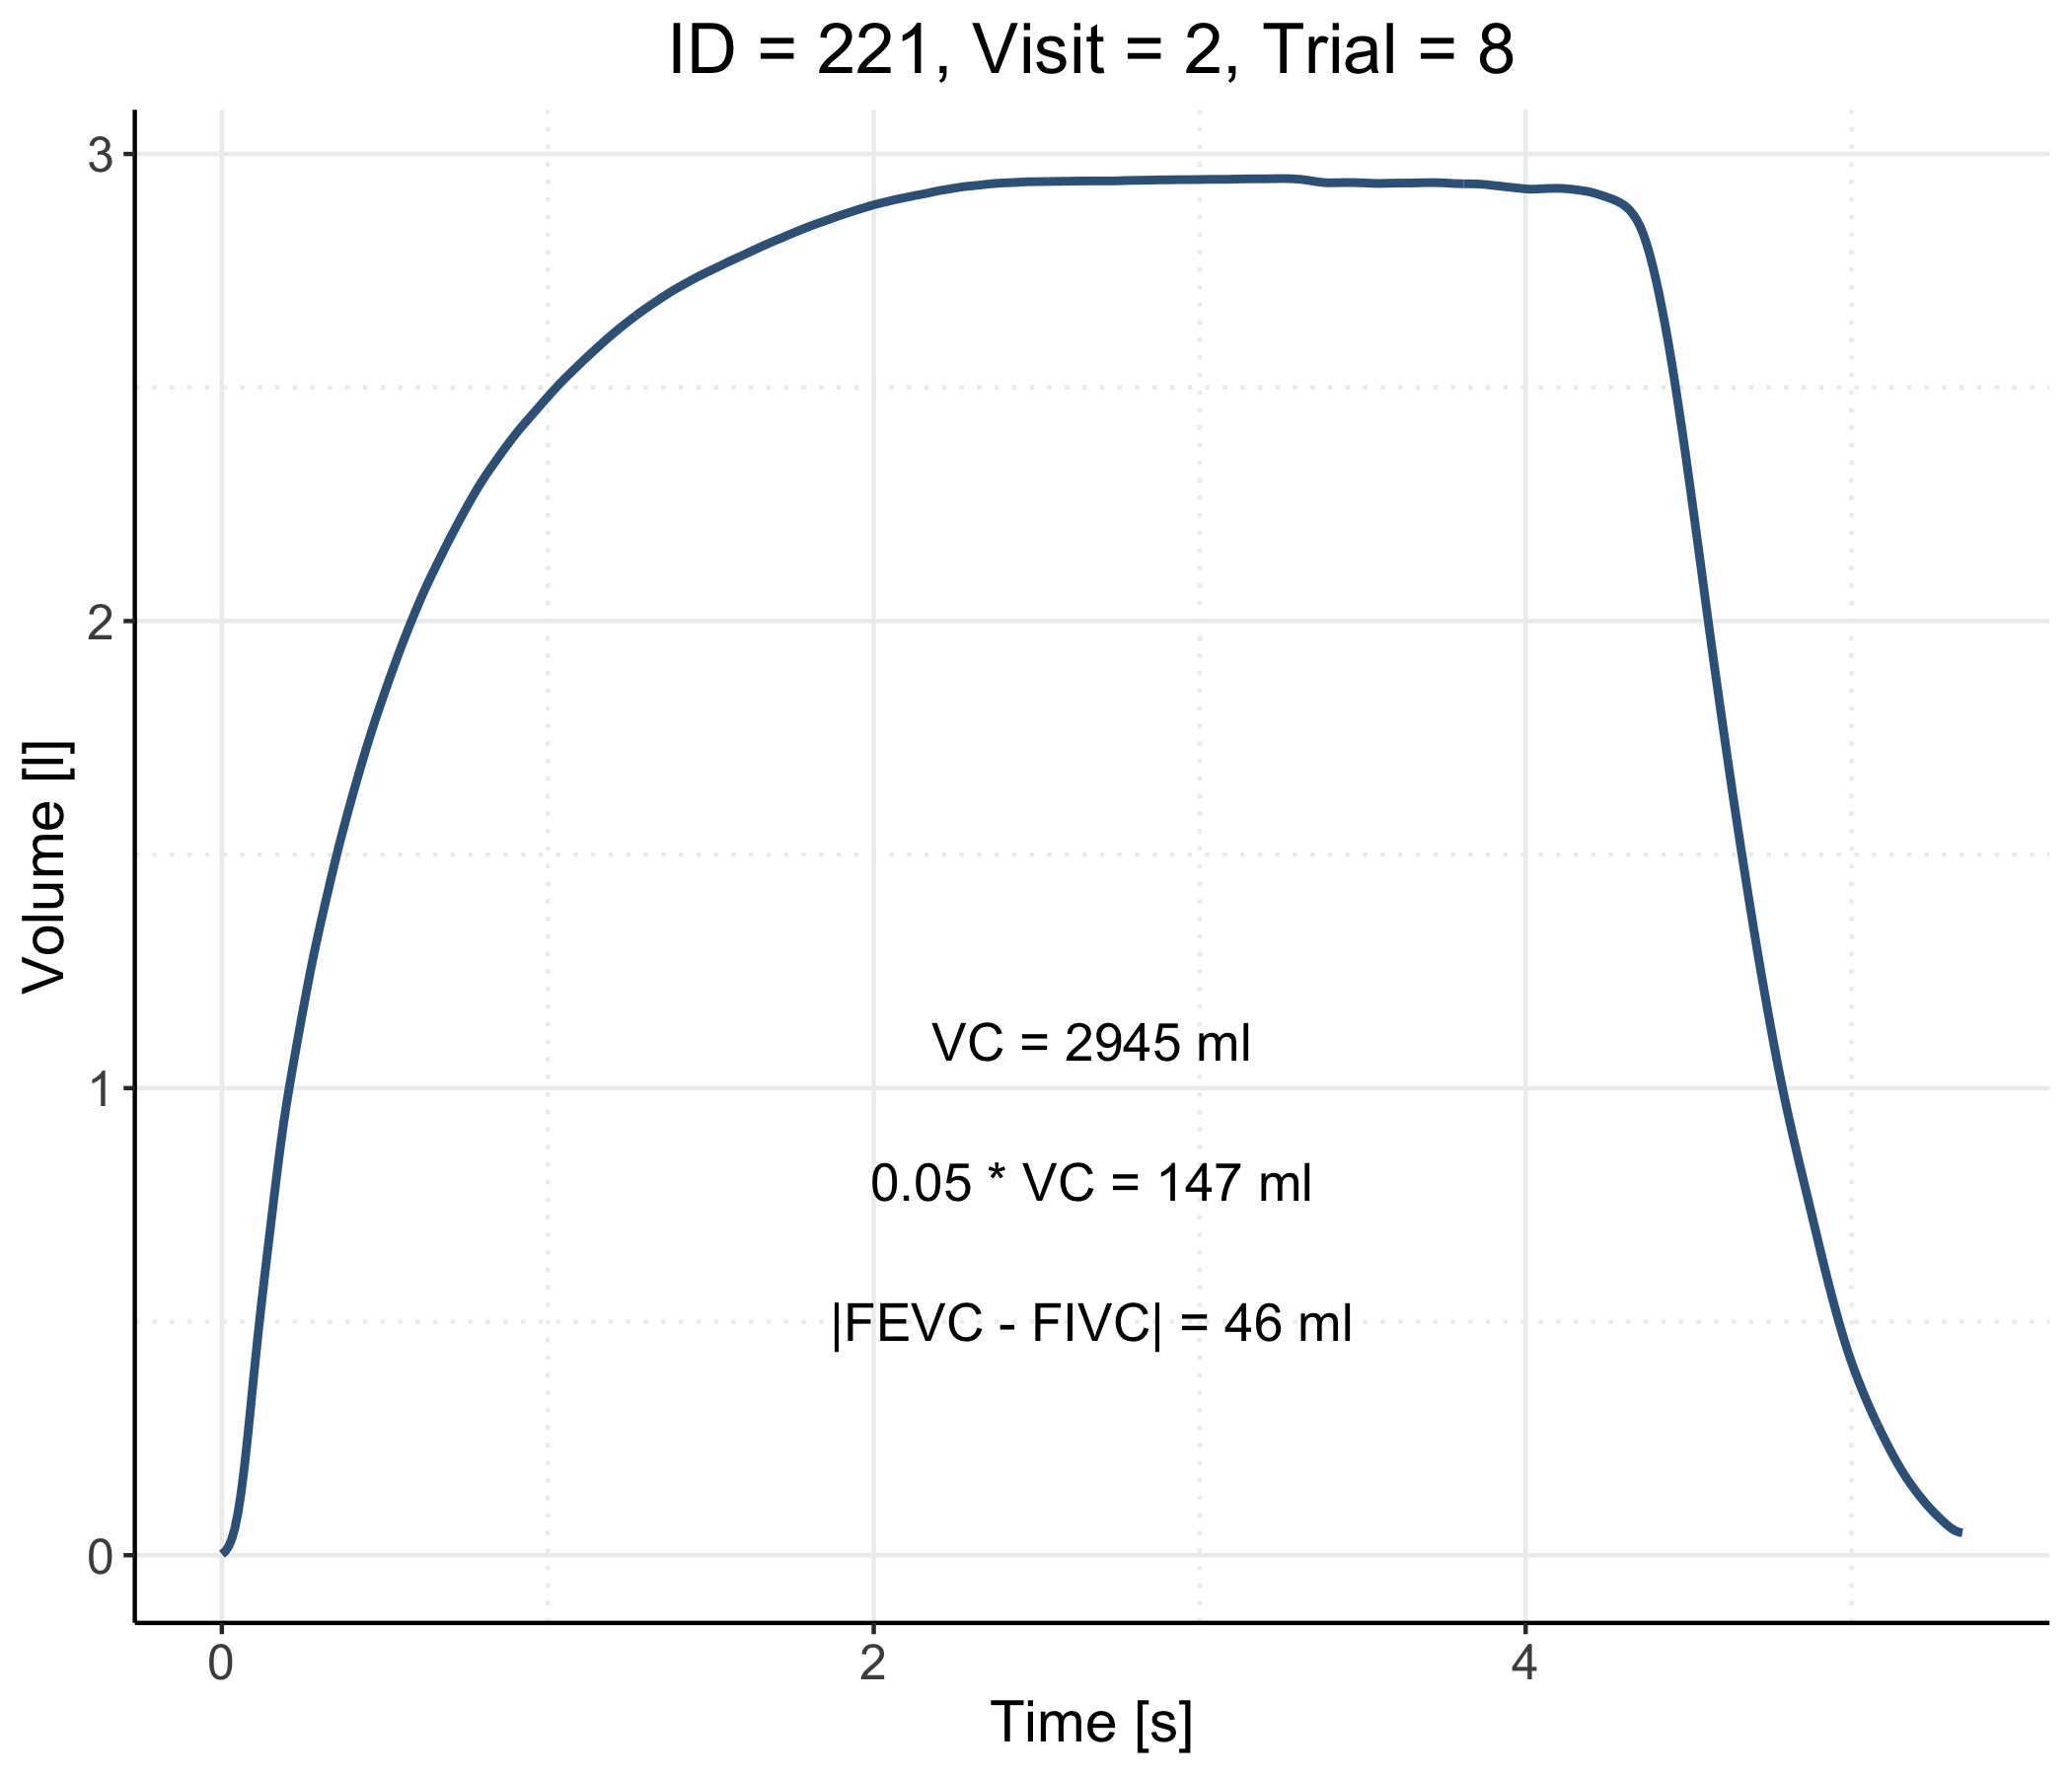 ID = 221, Visit = 2, Trial = 8
3
2
1
0
Volume [l]
VC = 2945 ml
0.05 * VC = 147 ml
|FEVC - FIVC| = 46 ml
0 2 4
Time [s]